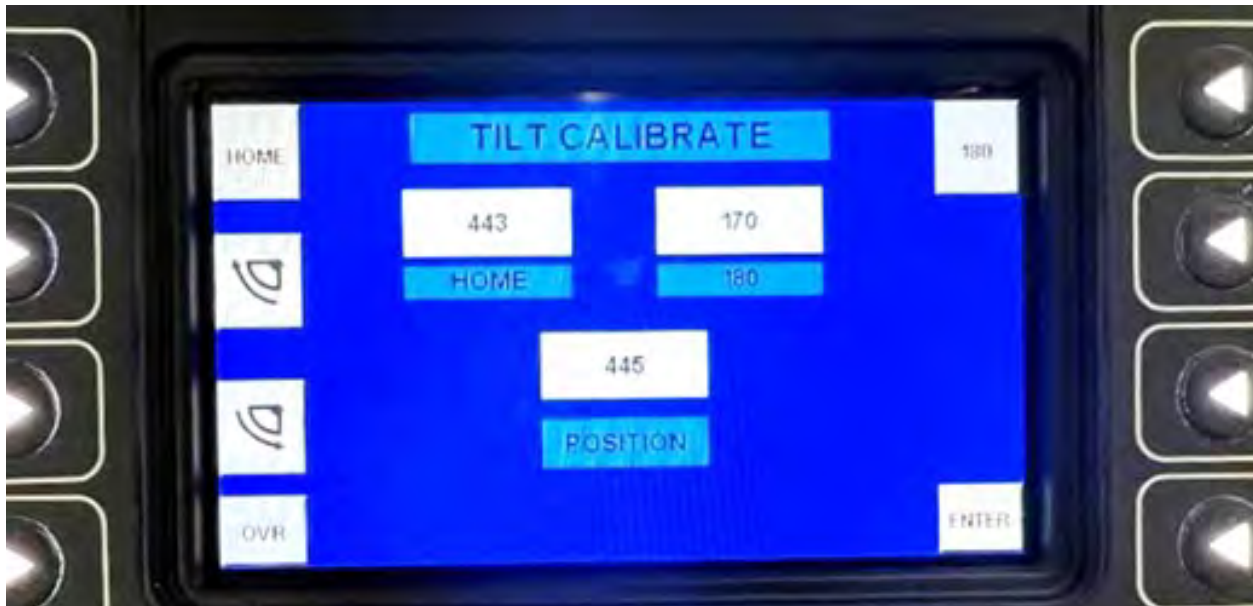 TILT CALIBRATE
HOME
180
443
170
HOME
180
445
POSITION
OVR
ENTER